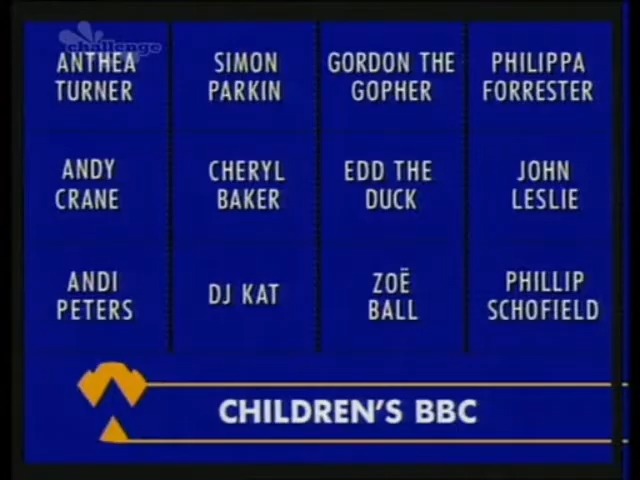 challenge
ANTHEA
TURNER
SIMON
PARKIN
GORDON THE
GOPHER
PHILIPPA
FORRESTER
ANDY
CRANE
CHERYL
BAKER
EDD THE
DUCK
JOHN
LESLIE
ANDI
PETERS
DJ KAT
ZOË
BALL
PHILLIP
SCHOFIELD
CHILDREN'S BBC